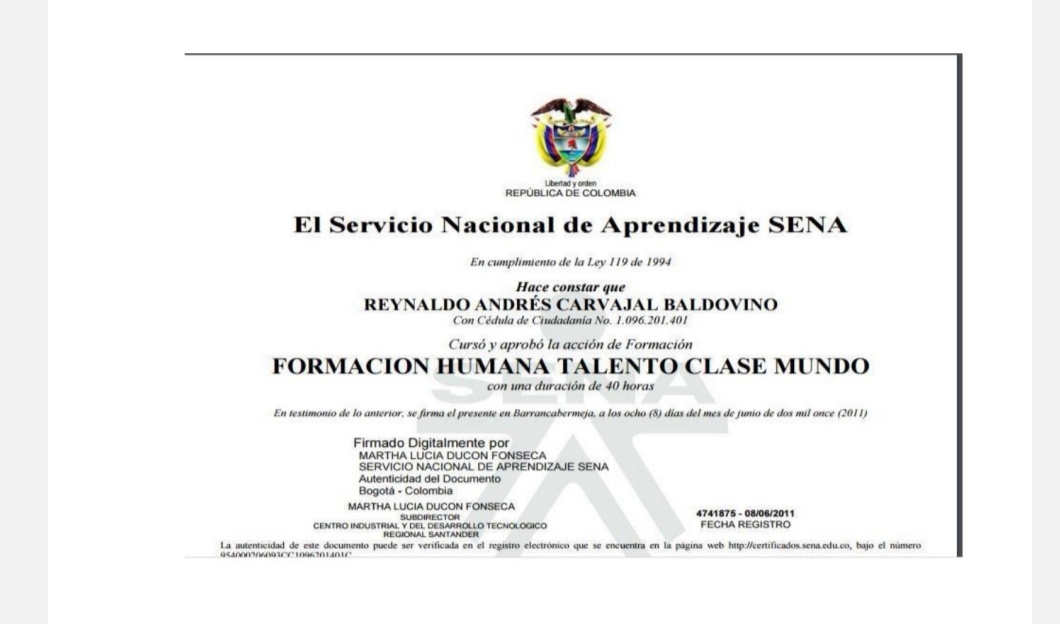 Libertad y orden
REPÚBLICA DE COLOMBIA
El Servicio Nacional de Aprendizaje SENA
En cumplimiento de la Ley 119 de 1994
Hace constar que
REYNALDO ANDRÉS CARVAJAL BALDOVINO
Con Cédula de Ciudadanía No. 1.096.201.401
Cursó y aprobó la acción de Formación
FORMACION HUMANA TALENTO CLASE MUNDO
con una duración de 40 horas
SENA
En testimonio de lo anterior, se firma el presente en Barrancabermeja, a los ocho (8) días del mes de junio de dos mil once (2011)
Firmado Digitalmente por
MARTHA LUCIA DUCON FONSECA
SERVICIO NACIONAL DE APRENDIZAJE SENA
Autenticidad del Documento
Bogotá - Colombia
MARTHA LUCIA DUCON FONSECA
SUBDIRECTOR
CENTRO INDUSTRIAL Y DEL DESARROLLO TECNOLOGICO
REGIONAL SANTANDER
4741875 - 08/06/2011
FECHA REGISTRO
La autenticidad de este documento puede ser verificada en el registro electrónico que se encuentra en la página web http://certificados.sena.edu.co, bajo el número